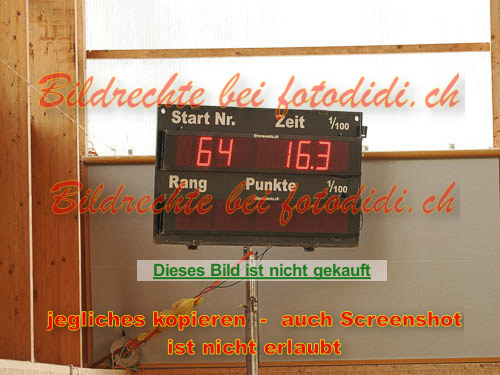 Bildrechte bei fotodidi.ch
Start Nr. Zeit 1/100
64 16.3
Rang Punkte 1/100
Bildrechte bei fotodidi.ch
Dieses Bild ist nicht gekauft
jegliches kopieren - auch Screenshot
ist nicht erlaubt